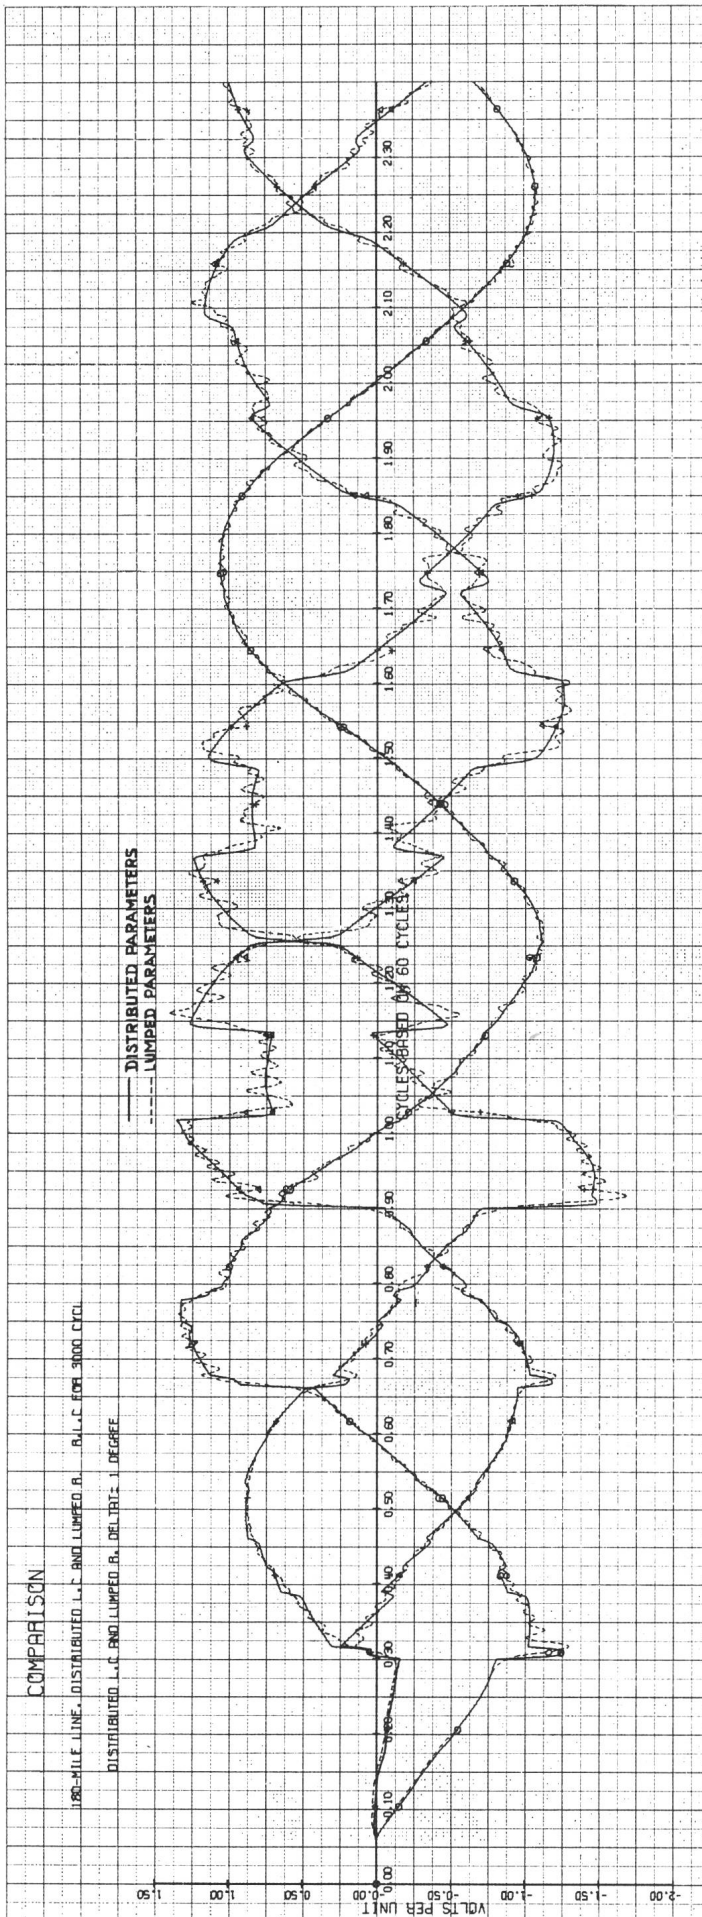 COMPARISON
180-MILE LINE, DISTRIBUTED L.C AND LUMPED R. R.L.C FOR 3000 CYCL
DISTRIBUTED L.C AND LUMPED R. DELTAT= 1 DEGREE
DISTRIBUTED PARAMETERS
LUMPED PARAMETERS
1.50
1.00
0.50
0.00
-0.50
-1.00
-1.50
-2.00
VOLTS PER UNIT
0.00 0.10 0.20 0.30 0.40 0.50 0.60 0.70 0.80 0.90 1.00 1.10 1.20 1.30 1.40 1.50 1.60 1.70 1.80 1.90 2.00 2.10 2.20 2.30
CYCLES BASED ON 60 CYCLES